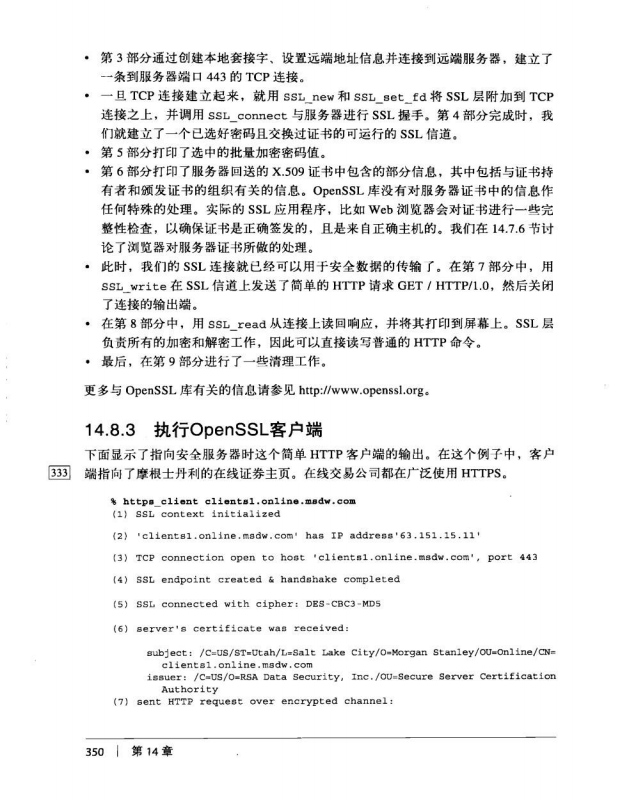 • 第 3 部分通过创建本地套接字、设置远端地址信息并连接到远端服务器，建立了
一条到服务器端口 443 的 TCP 连接。
• 一旦 TCP 连接建立起来，就用 SSL_new 和 SSL_set_fd 将 SSL 层附加到 TCP
连接之上，并调用 SSL_connect 与服务器进行 SSL 握手。第 4 部分完成时，我
们就建立了一个已选好密码且交换过证书的可运行的 SSL 信道。
• 第 5 部分打印了选中的批量加密密码值。
• 第 6 部分打印了服务器回送的 X.509 证书中包含的部分信息，其中包括与证书持
有者和颁发证书的组织有关的信息。OpenSSL 库没有对服务器证书中的信息作
任何特殊的处理。实际的 SSL 应用程序，比如 Web 浏览器会对证书进行一些完
整性检查，以确保证书是正确签发的，且是来自正确主机的。我们在 14.7.6 节讨
论了浏览器对服务器证书所做的处理。
• 此时，我们的 SSL 连接就已经可以用于安全数据的传输了。在第 7 部分中，用
SSL_write 在 SSL 信道上发送了简单的 HTTP 请求 GET / HTTP/1.0，然后关闭
了连接的输出端。
• 在第 8 部分中，用 SSL_read 从连接上读回响应，并将其打印到屏幕上。SSL 层
负责所有的加密和解密工作，因此可以直接读写普通的 HTTP 命令。
• 最后，在第 9 部分进行了一些清理工作。
更多与 OpenSSL 库有关的信息请参见 http://www.openssl.org。
14.8.3 执行OpenSSL客户端
下面显示了指向安全服务器时这个简单 HTTP 客户端的输出。在这个例子中，客户
333 端指向了摩根士丹利的在线证券主页。在线交易公司都在广泛使用 HTTPS。
% https_client clients1.online.msdw.com
(1) SSL context initialized
(2) 'clients1.online.msdw.com' has IP address'63.151.15.11'
(3) TCP connection open to host 'clients1.online.msdw.com', port 443
(4) SSL endpoint created & handshake completed
(5) SSL connected with cipher: DES-CBC3-MD5
(6) server's certificate was received:
subject: /C=US/ST=Utah/L=Salt Lake City/O=Morgan Stanley/OU=Online/CN=
clients1.online.msdw.com
issuer: /C=US/O=RSA Data Security, Inc./OU=Secure Server Certification
Authority
(7) sent HTTP request over encrypted channel:
350 | 第 14 章